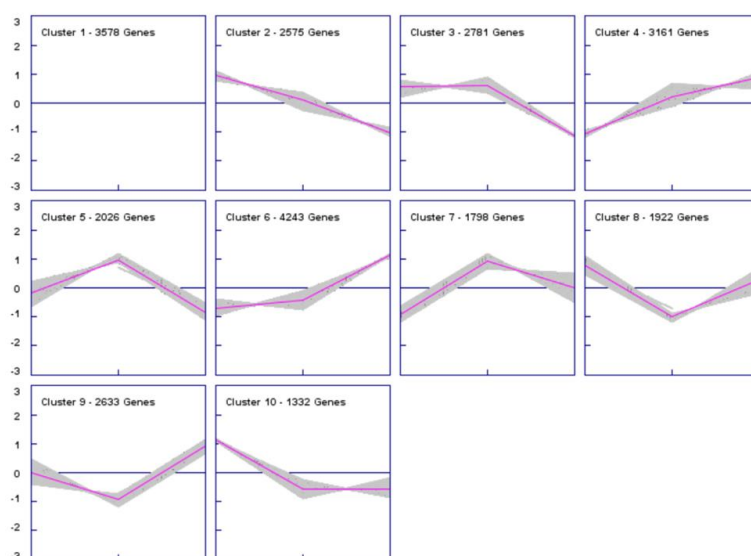 3
2
1
0
-1
-2
-3
Cluster 1 - 3578 Genes
Cluster 2 - 2575 Genes
Cluster 3 - 2781 Genes
Cluster 4 - 3161 Genes
3
2
1
0
-1
-2
-3
Cluster 5 - 2026 Genes
Cluster 6 - 4243 Genes
Cluster 7 - 1798 Genes
Cluster 8 - 1922 Genes
3
2
1
0
-1
-2
-3
Cluster 9 - 2633 Genes
Cluster 10 - 1332 Genes